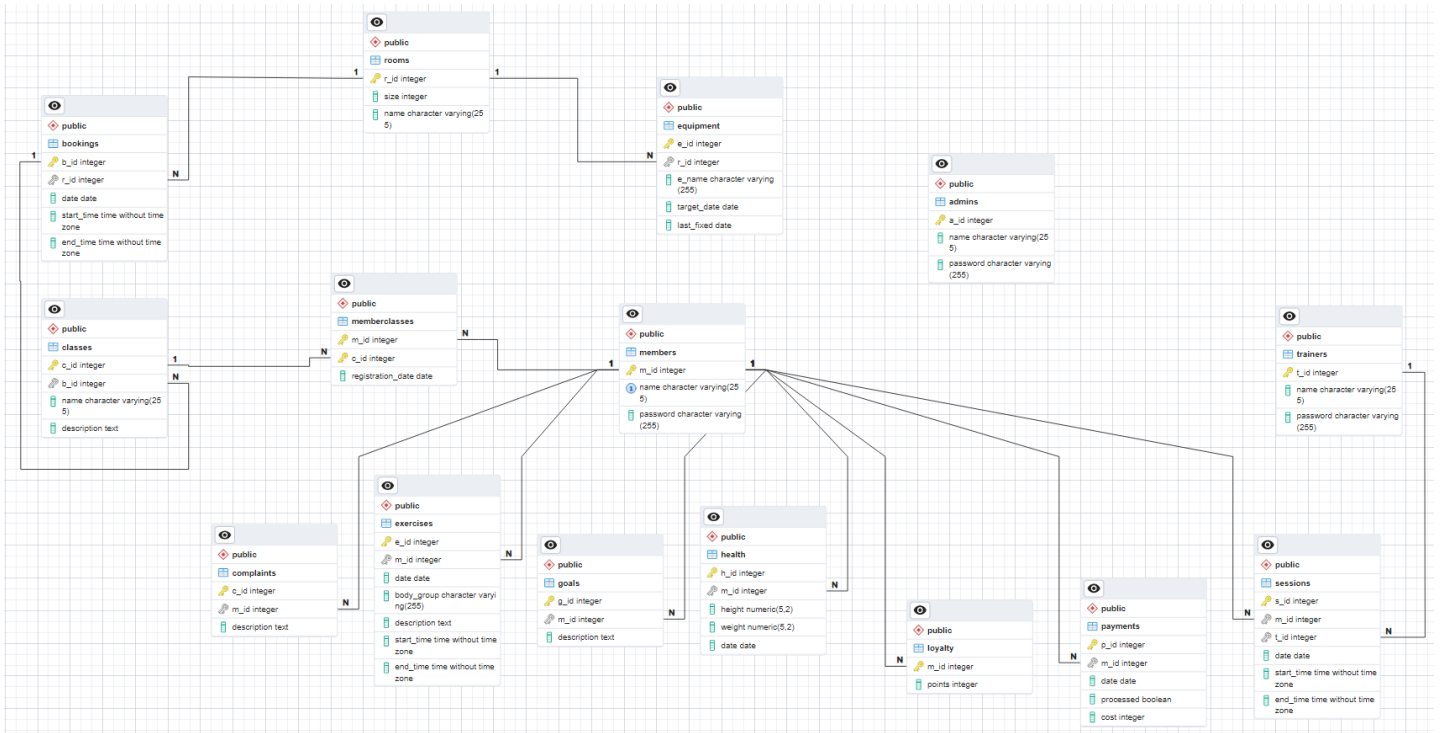 public
rooms
r_id integer
size integer
name character varying(25
5)
1
1
public
bookings
b_id integer
r_id integer
date date
start_time time without time
zone
end_time time without time
zone
1
N
public
equipment
e_id integer
r_id integer
e_name character varying
(255)
target_date date
last_fixed date
N
public
admins
a_id integer
name character varying(25
5)
password character varying
(255)
public
classes
c_id integer
b_id integer
name character varying(25
5)
description text
1
N
public
memberclasses
m_id integer
c_id integer
registration_date date
N
N
public
members
m_id integer
1
name character varying(25
5)
password character varying
(255)
1
1
public
trainers
t_id integer
name character varying(25
5)
password character varying
(255)
1
public
complaints
c_id integer
m_id integer
description text
N
public
exercises
e_id integer
m_id integer
date date
body_group character varyi
ng(255)
description text
start_time time without time
zone
end_time time without time
zone
N
public
goals
g_id integer
m_id integer
description text
N
public
health
h_id integer
m_id integer
height numeric(5,2)
weight numeric(5,2)
date date
N
public
loyalty
m_id integer
points integer
N
public
payments
p_id integer
m_id integer
date date
processed boolean
cost integer
N
public
sessions
s_id integer
m_id integer
t_id integer
date date
start_time time without time
zone
end_time time without time
zone
N
N